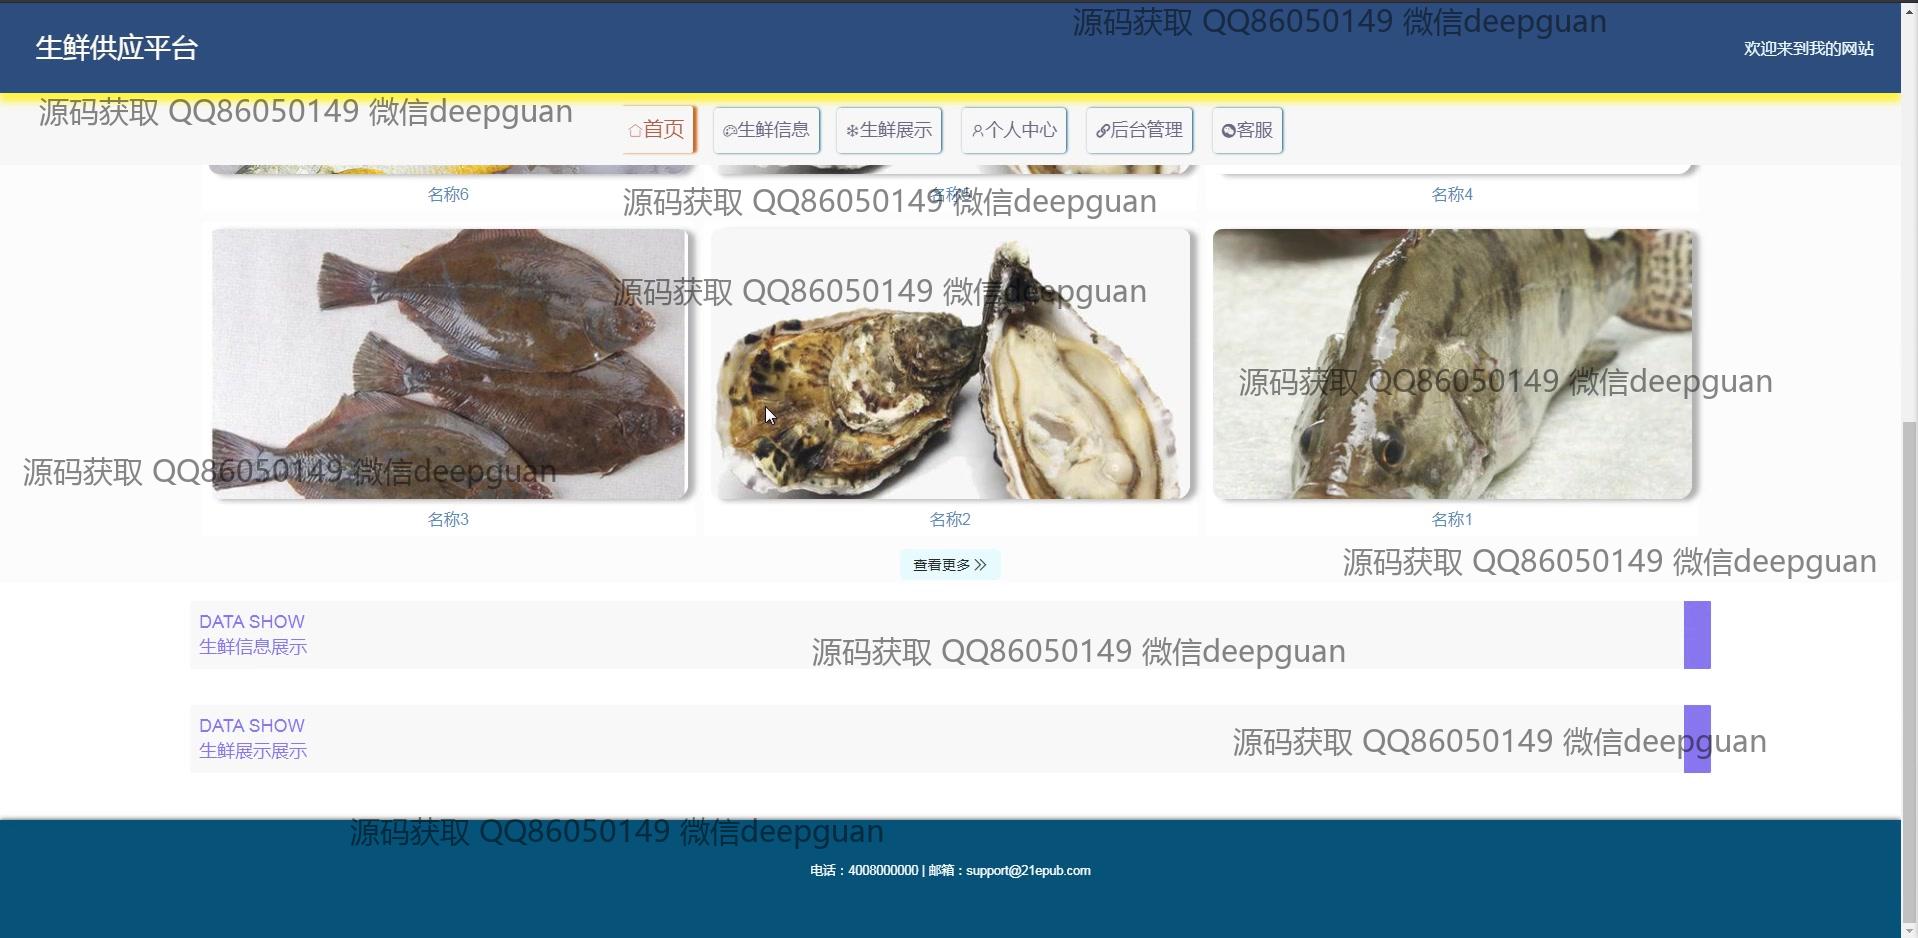 源码获取 QQ86050149 微信deepguan
生鲜供应平台
欢迎来到我的网站
源码获取 QQ86050149 微信deepguan
首页
生鲜信息
生鲜展示
个人中心
后台管理
客服
名称6
名称5
名称4
源码获取 QQ86050149 微信deepguan
源码获取 QQ86050149 微信deepguan
源码获取 QQ86050149 微信deepguan
源码获取 QQ86050149 微信deepguan
名称3
名称2
名称1
查看更多
源码获取 QQ86050149 微信deepguan
DATA SHOW
生鲜信息展示
源码获取 QQ86050149 微信deepguan
DATA SHOW
生鲜展示展示
源码获取 QQ86050149 微信deepguan
源码获取 QQ86050149 微信deepguan
电话：4008000000 | 邮箱：support@21epub.com